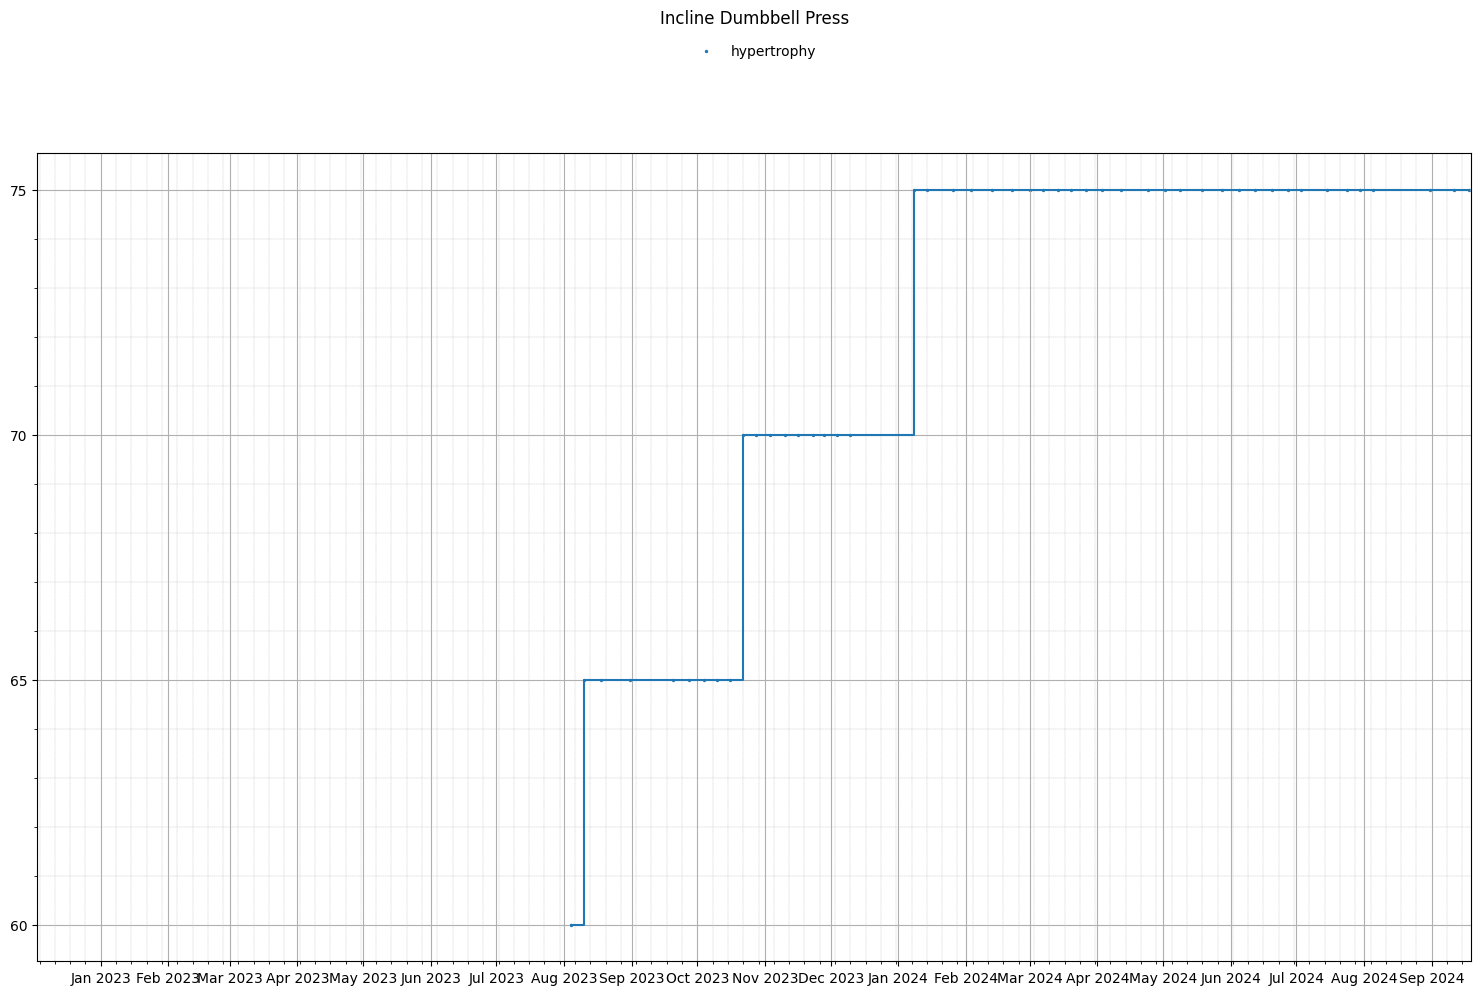 Incline Dumbbell Press
hypertrophy
75
70
65
60
Jan 2023 Feb 2023 Mar 2023 Apr 2023 May 2023 Jun 2023 Jul 2023 Aug 2023 Sep 2023 Oct 2023 Nov 2023 Dec 2023 Jan 2024 Feb 2024 Mar 2024 Apr 2024 May 2024 Jun 2024 Jul 2024 Aug 2024 Sep 2024